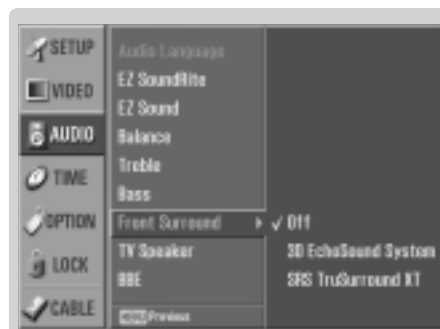 SETUP
VIDEO
AUDIO
TIME
OPTION
LOCK
CABLE
Audio Language
EZ SoundRite
EZ Sound
Balance
Treble
Bass
Front Surround
TV Speaker
BBE
Previous
✓ Off
3D EchoSound System
SRS TruSurround XT